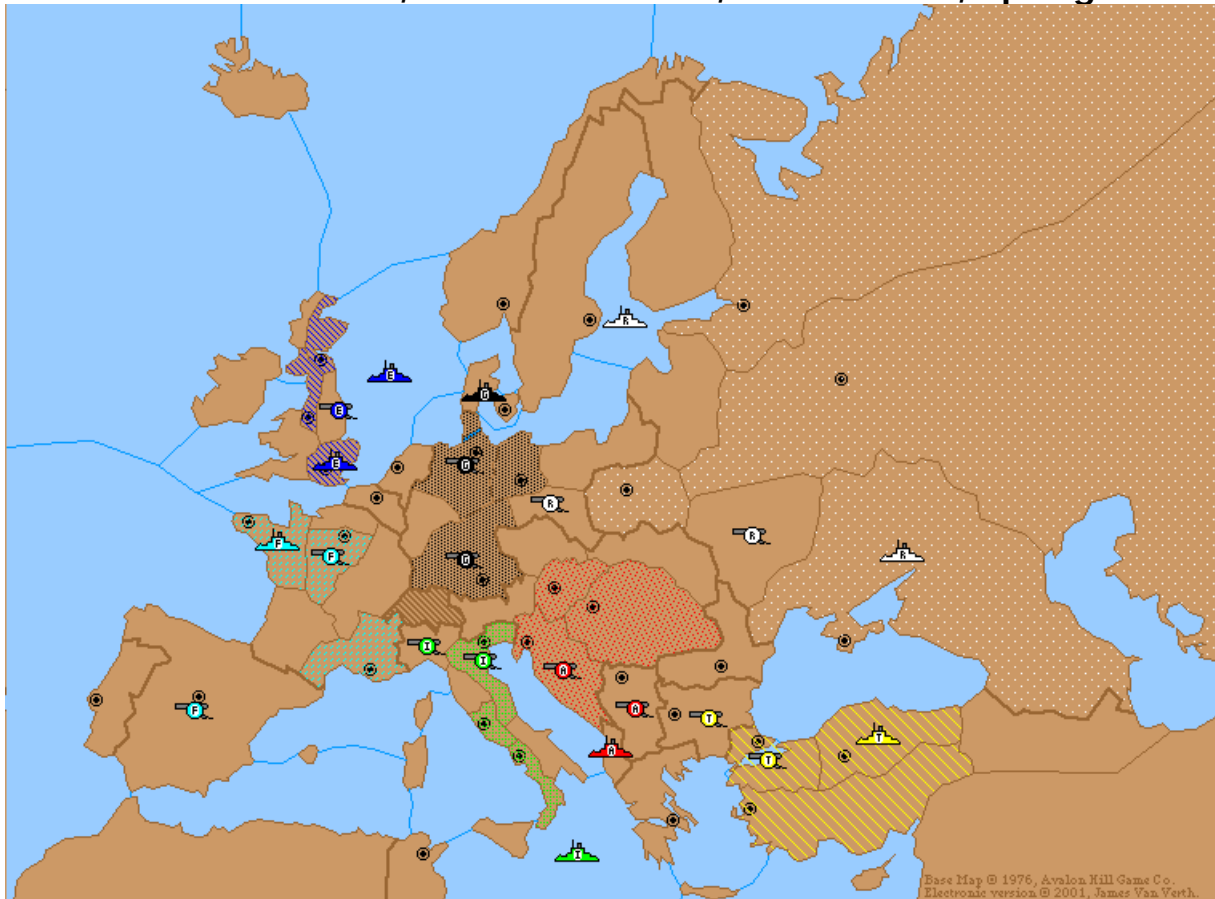 R
E
G
E
E
G
R
R
F
R
F
G
I
I
A
F
A
T
T
A
T
I
Base Map © 1976, Avalon Hill Game Co.
Electronic version © 2001, James Van Verth.